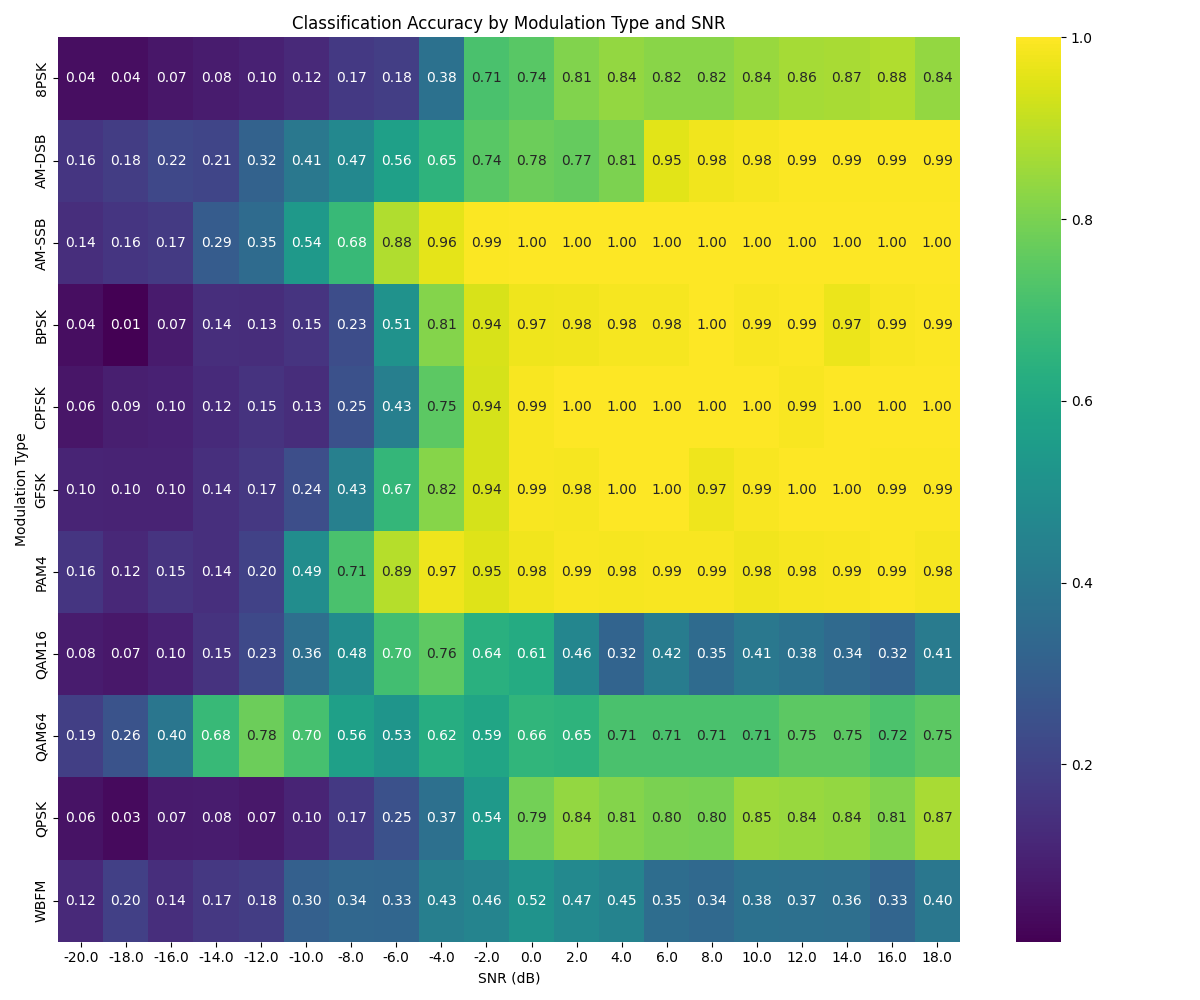 Classification Accuracy by Modulation Type and SNR
8PSK 0.04 0.04 0.07 0.08 0.10 0.12 0.17 0.18 0.38 0.71 0.74 0.81 0.84 0.82 0.82 0.84 0.86 0.87 0.88 0.84
AM-DSB 0.16 0.18 0.22 0.21 0.32 0.41 0.47 0.56 0.65 0.74 0.78 0.77 0.81 0.95 0.98 0.98 0.99 0.99 0.99 0.99
AM-SSB 0.14 0.16 0.17 0.29 0.35 0.54 0.68 0.88 0.96 0.99 1.00 1.00 1.00 1.00 1.00 1.00 1.00 1.00 1.00 1.00
BPSK 0.04 0.01 0.07 0.14 0.13 0.15 0.23 0.51 0.81 0.94 0.97 0.98 0.98 0.98 1.00 0.99 0.99 0.97 0.99 0.99
CPFSK 0.06 0.09 0.10 0.12 0.15 0.13 0.25 0.43 0.75 0.94 0.99 1.00 1.00 1.00 1.00 1.00 0.99 1.00 1.00 1.00
GFSK 0.10 0.10 0.10 0.14 0.17 0.24 0.43 0.67 0.82 0.94 0.99 0.98 1.00 1.00 0.97 0.99 1.00 1.00 0.99 0.99
PAM4 0.16 0.12 0.15 0.14 0.20 0.49 0.71 0.89 0.97 0.95 0.98 0.99 0.98 0.99 0.99 0.98 0.98 0.99 0.99 0.98
QAM16 0.08 0.07 0.10 0.15 0.23 0.36 0.48 0.70 0.76 0.64 0.61 0.46 0.32 0.42 0.35 0.41 0.38 0.34 0.32 0.41
QAM64 0.19 0.26 0.40 0.68 0.78 0.70 0.56 0.53 0.62 0.59 0.66 0.65 0.71 0.71 0.71 0.71 0.75 0.75 0.72 0.75
QPSK 0.06 0.03 0.07 0.08 0.07 0.10 0.17 0.25 0.37 0.54 0.79 0.84 0.81 0.80 0.80 0.85 0.84 0.84 0.81 0.87
WBFM 0.12 0.20 0.14 0.17 0.18 0.30 0.34 0.33 0.43 0.46 0.52 0.47 0.45 0.35 0.34 0.38 0.37 0.36 0.33 0.40
-20.0 -18.0 -16.0 -14.0 -12.0 -10.0 -8.0 -6.0 -4.0 -2.0 0.0 2.0 4.0 6.0 8.0 10.0 12.0 14.0 16.0 18.0
SNR (dB)
Modulation Type
1.0
0.8
0.6
0.4
0.2